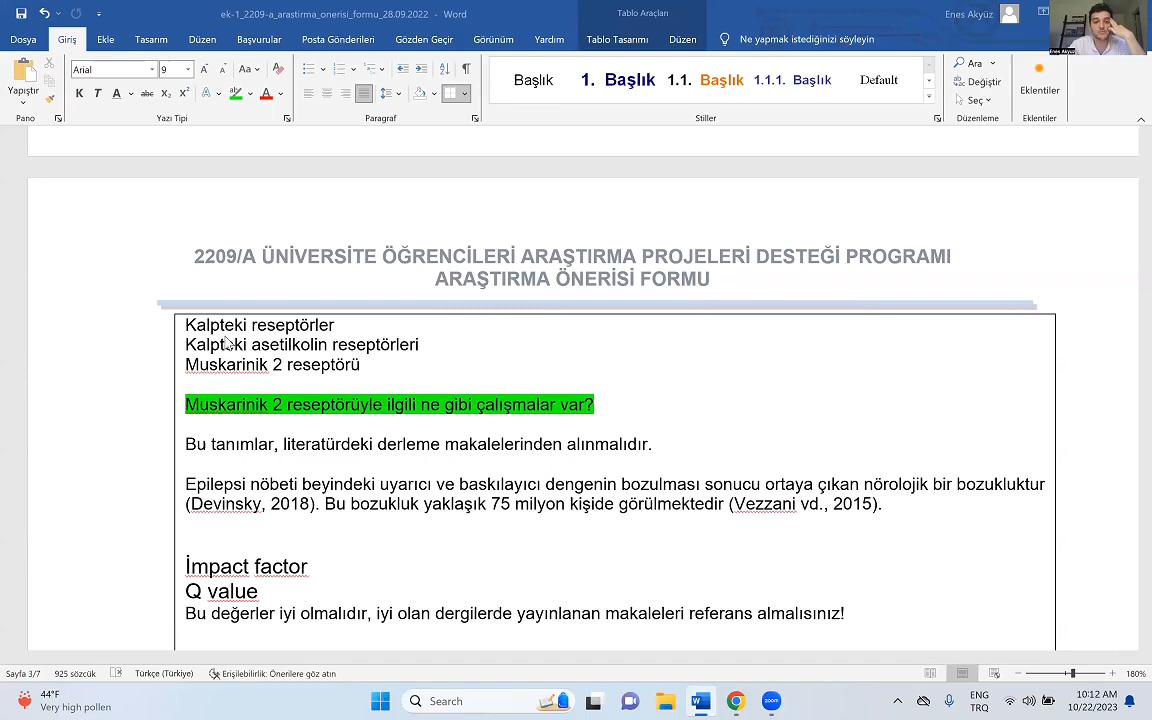 ek-1_2209-a_arastirma_onerisi_formu_28.09.2022 - Word
Tablo Araçları
Enes Akyüz
Enes Akyüz
Dosya Giriş Ekle Tasarım Düzen Başvurular Posta Gönderileri Gözden Geçir Görünüm Yardım Tablo Tasarımı Düzen Ne yapmak istediğinizi söyleyin
Yapıştır
Arial 9
Başlık 1. Başlık 1.1. Başlık 1.1.1. Başlık Default
Ara
Değiştir
Seç
Eklentiler
Pano Yazı Tipi Paragraf Stiller Düzenleme Eklentiler
2209/A ÜNİVERSİTE ÖĞRENCİLERİ ARAŞTIRMA PROJELERİ DESTEĞİ PROGRAMI
ARAŞTIRMA ÖNERİSİ FORMU
Kalpteki reseptörler
Kalpteki asetilkolin reseptörleri
Muskarinik 2 reseptörü
Muskarinik 2 reseptörüyle ilgili ne gibi çalışmalar var?
Bu tanımlar, literatürdeki derleme makalelerinden alınmalıdır.
Epilepsi nöbeti beyindeki uyarıcı ve baskılayıcı dengenin bozulması sonucu ortaya çıkan nörolojik bir bozukluktur
(Devinsky, 2018). Bu bozukluk yaklaşık 75 milyon kişide görülmektedir (Vezzani vd., 2015).
İmpact factor
Q value
Bu değerler iyi olmalıdır, iyi olan dergilerde yayınlanan makaleleri referans almalısınız!
Sayfa 3/7 925 sözcük Türkçe (Türkiye) Erişilebilirlik: Önerilere göz atın 180%
44°F
Very high pollen
Search
zoom
ENG
TRQ
10:12 AM
10/22/2023